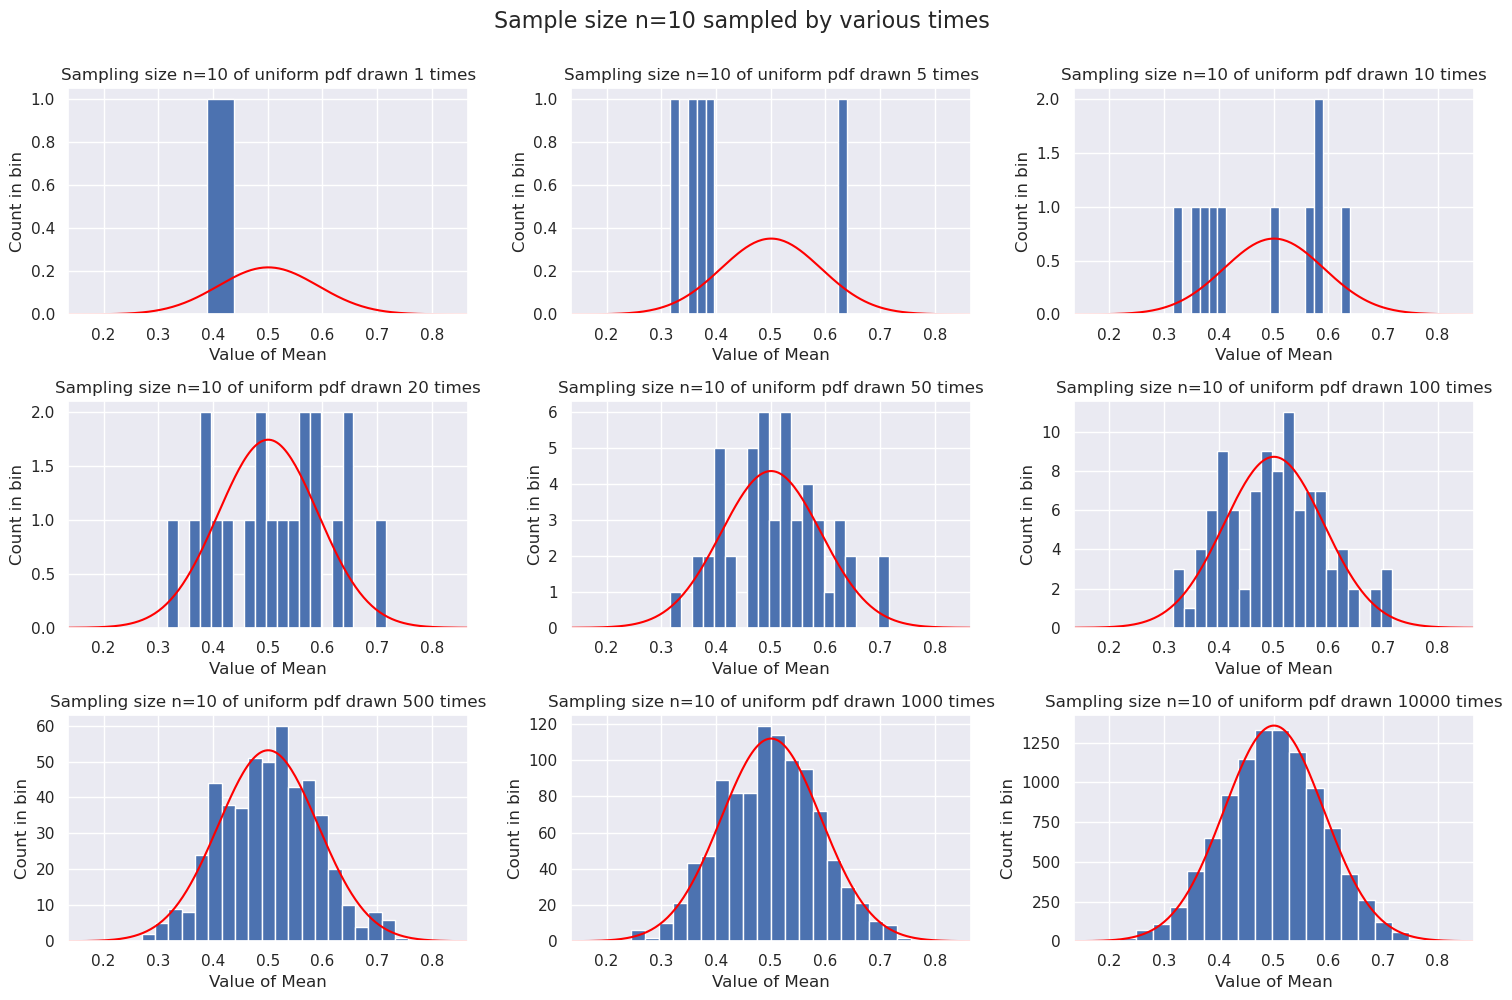 Sample size n=10 sampled by various times
Sampling size n=10 of uniform pdf drawn 1 times
Count in bin
1.0
0.8
0.6
0.4
0.2
0.0
0.2 0.3 0.4 0.5 0.6 0.7 0.8
Value of Mean
Sampling size n=10 of uniform pdf drawn 5 times
Count in bin
1.0
0.8
0.6
0.4
0.2
0.0
0.2 0.3 0.4 0.5 0.6 0.7 0.8
Value of Mean
Sampling size n=10 of uniform pdf drawn 10 times
Count in bin
2.0
1.5
1.0
0.5
0.0
0.2 0.3 0.4 0.5 0.6 0.7 0.8
Value of Mean
Sampling size n=10 of uniform pdf drawn 20 times
Count in bin
2.0
1.5
1.0
0.5
0.0
0.2 0.3 0.4 0.5 0.6 0.7 0.8
Value of Mean
Sampling size n=10 of uniform pdf drawn 50 times
Count in bin
6
5
4
3
2
1
0
0.2 0.3 0.4 0.5 0.6 0.7 0.8
Value of Mean
Sampling size n=10 of uniform pdf drawn 100 times
Count in bin
10
8
6
4
2
0
0.2 0.3 0.4 0.5 0.6 0.7 0.8
Value of Mean
Sampling size n=10 of uniform pdf drawn 500 times
Count in bin
60
50
40
30
20
10
0
0.2 0.3 0.4 0.5 0.6 0.7 0.8
Value of Mean
Sampling size n=10 of uniform pdf drawn 1000 times
Count in bin
120
100
80
60
40
20
0
0.2 0.3 0.4 0.5 0.6 0.7 0.8
Value of Mean
Sampling size n=10 of uniform pdf drawn 10000 times
Count in bin
1250
1000
750
500
250
0
0.2 0.3 0.4 0.5 0.6 0.7 0.8
Value of Mean